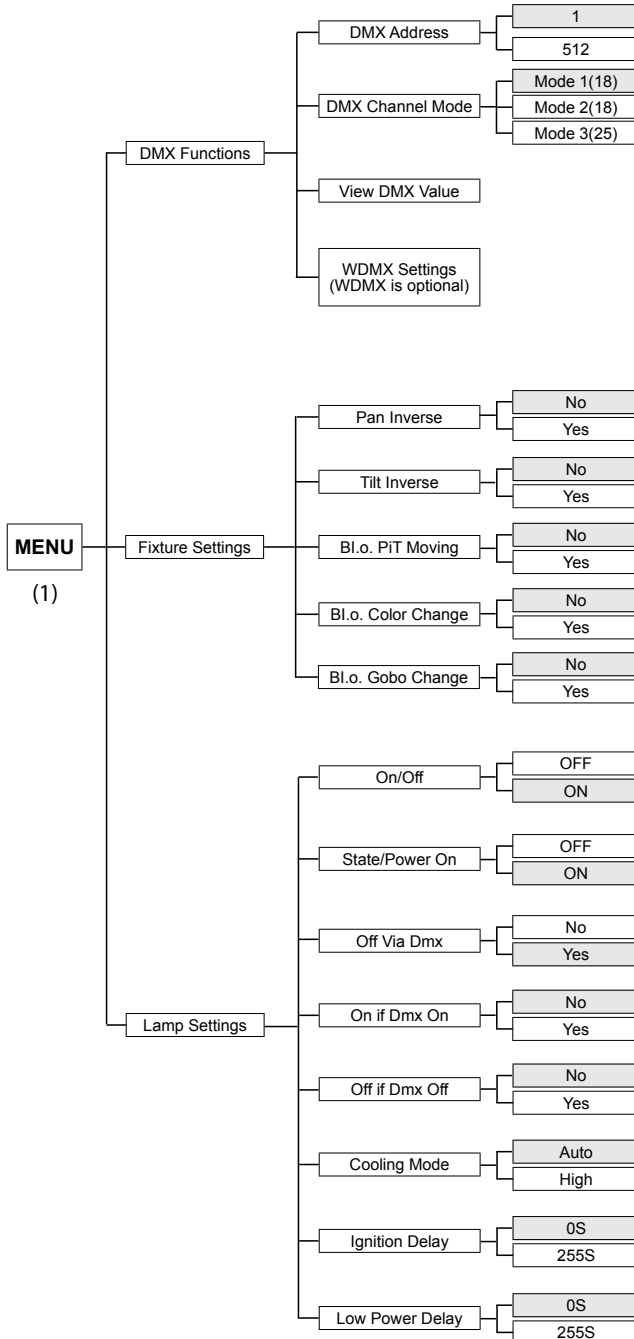 MENU
(1)
DMX Functions
DMX Address
1
512
DMX Channel Mode
Mode 1(18)
Mode 2(18)
Mode 3(25)
View DMX Value
WDMX Settings
(WDMX is optional)
Fixture Settings
Pan Inverse
No
Yes
Tilt Inverse
No
Yes
BI.o. PiT Moving
No
Yes
BI.o. Color Change
No
Yes
BI.o. Gobo Change
No
Yes
Lamp Settings
On/Off
OFF
ON
State/Power On
OFF
ON
Off Via Dmx
No
Yes
On if Dmx On
No
Yes
Off if Dmx Off
No
Yes
Cooling Mode
Auto
High
Ignition Delay
0S
255S
Low Power Delay
0S
255S